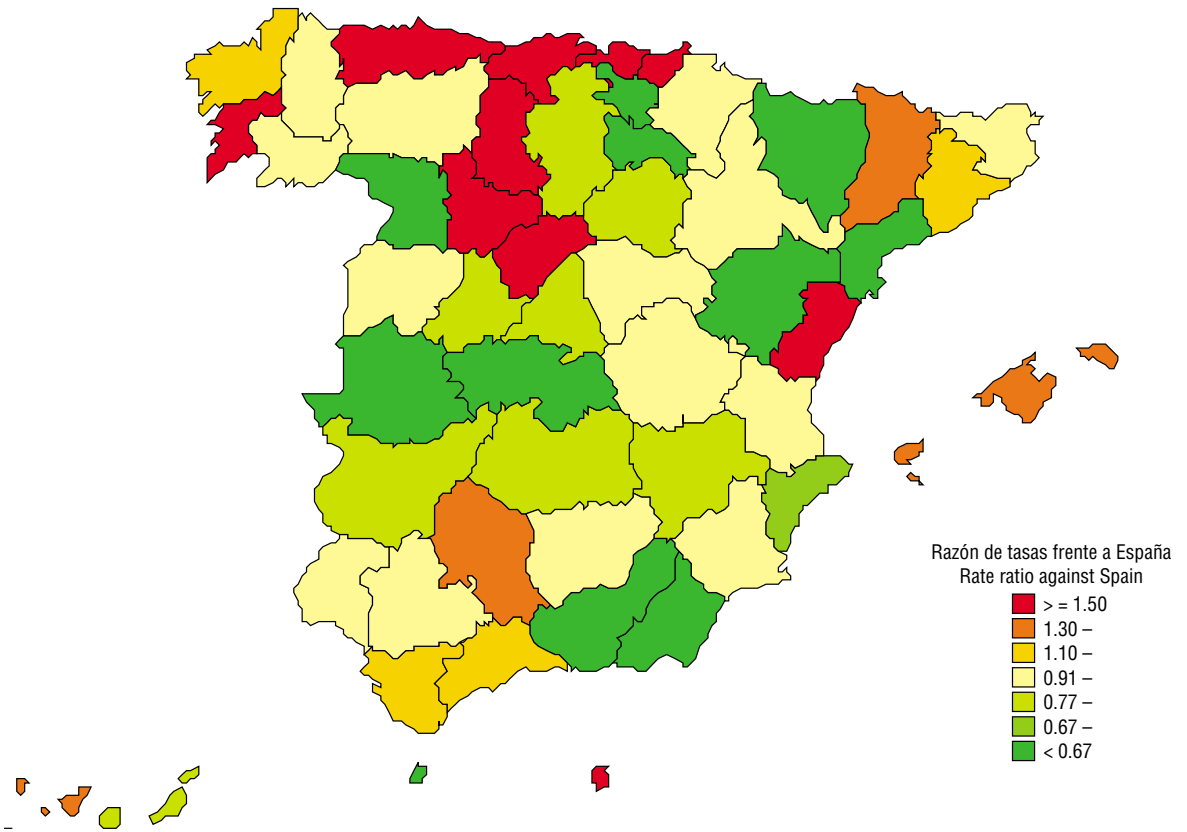 Razón de tasas frente a España
Rate ratio against Spain
> = 1.50
1.30 –
1.10 –
0.91 –
0.77 –
0.67 –
< 0.67